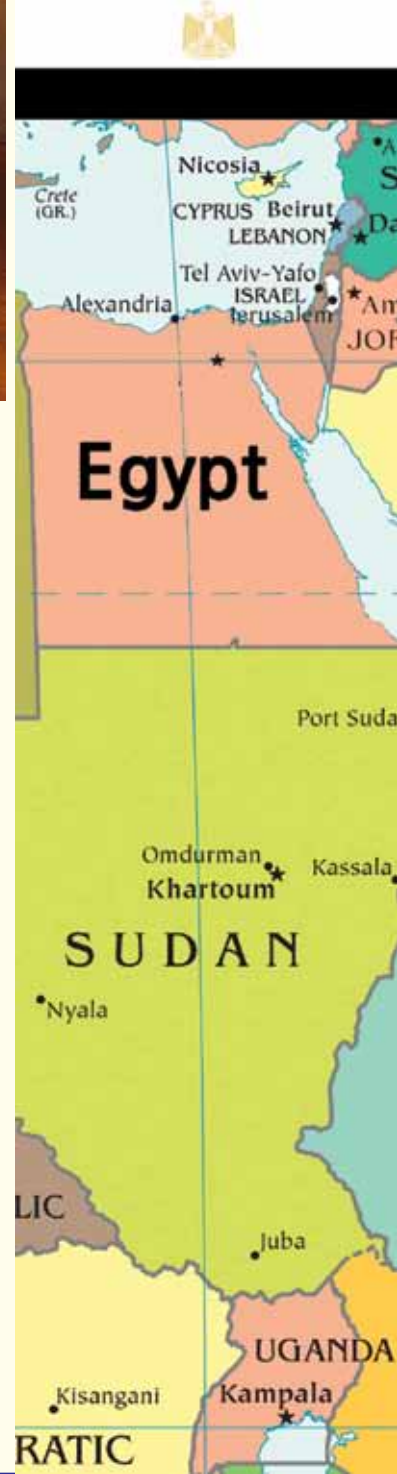 Nicosia
Crete
(GR.)
CYPRUS Beirut
LEBANON
Tel Aviv-Yafo
ISRAEL
Jerusalem
Alexandria
Egypt
Port Suda
Omdurman
Khartoum
Kassala
SUDAN
Nyala
LIC
Juba
UGANDA
Kisangani
Kampala
RATIC